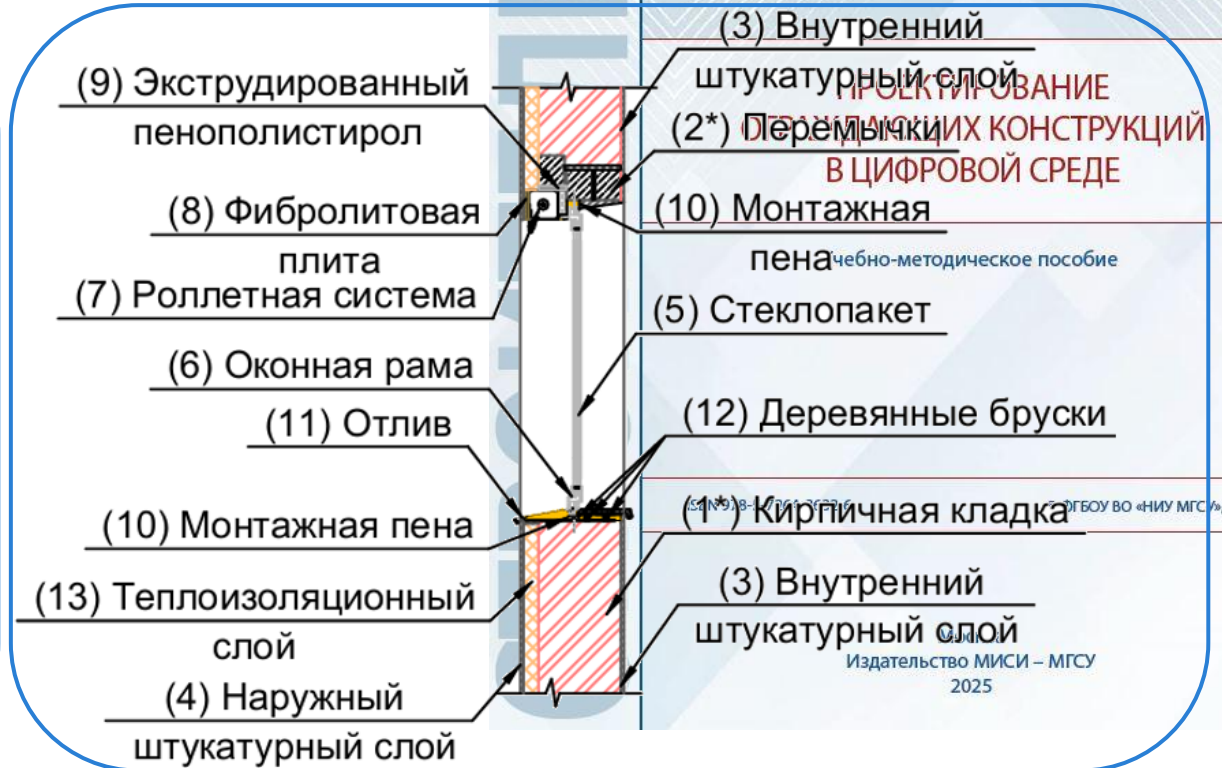 (3) Внутренний
штукатурный слой
(9) Экструдированный
пенополистирол
ПРОЕКТИРОВАНИЕ
(2*) Перемычки
ОГРАЖДАЮЩИХ КОНСТРУКЦИЙ
В ЦИФРОВОЙ СРЕДЕ
(8) Фибролитовая
плита
(10) Монтажная
пена
учебно-методическое пособие
(7) Роллетная система
(5) Стеклопакет
(6) Оконная рама
(11) Отлив
(12) Деревянные бруски
(10) Монтажная пена
(1*) Кирпичная кладка
ФГБОУ ВО «НИУ МГСУ»,
(13) Теплоизоляционный
слой
(3) Внутренний
штукатурный слой
Издательство МИСИ – МГСУ
2025
(4) Наружный
штукатурный слой